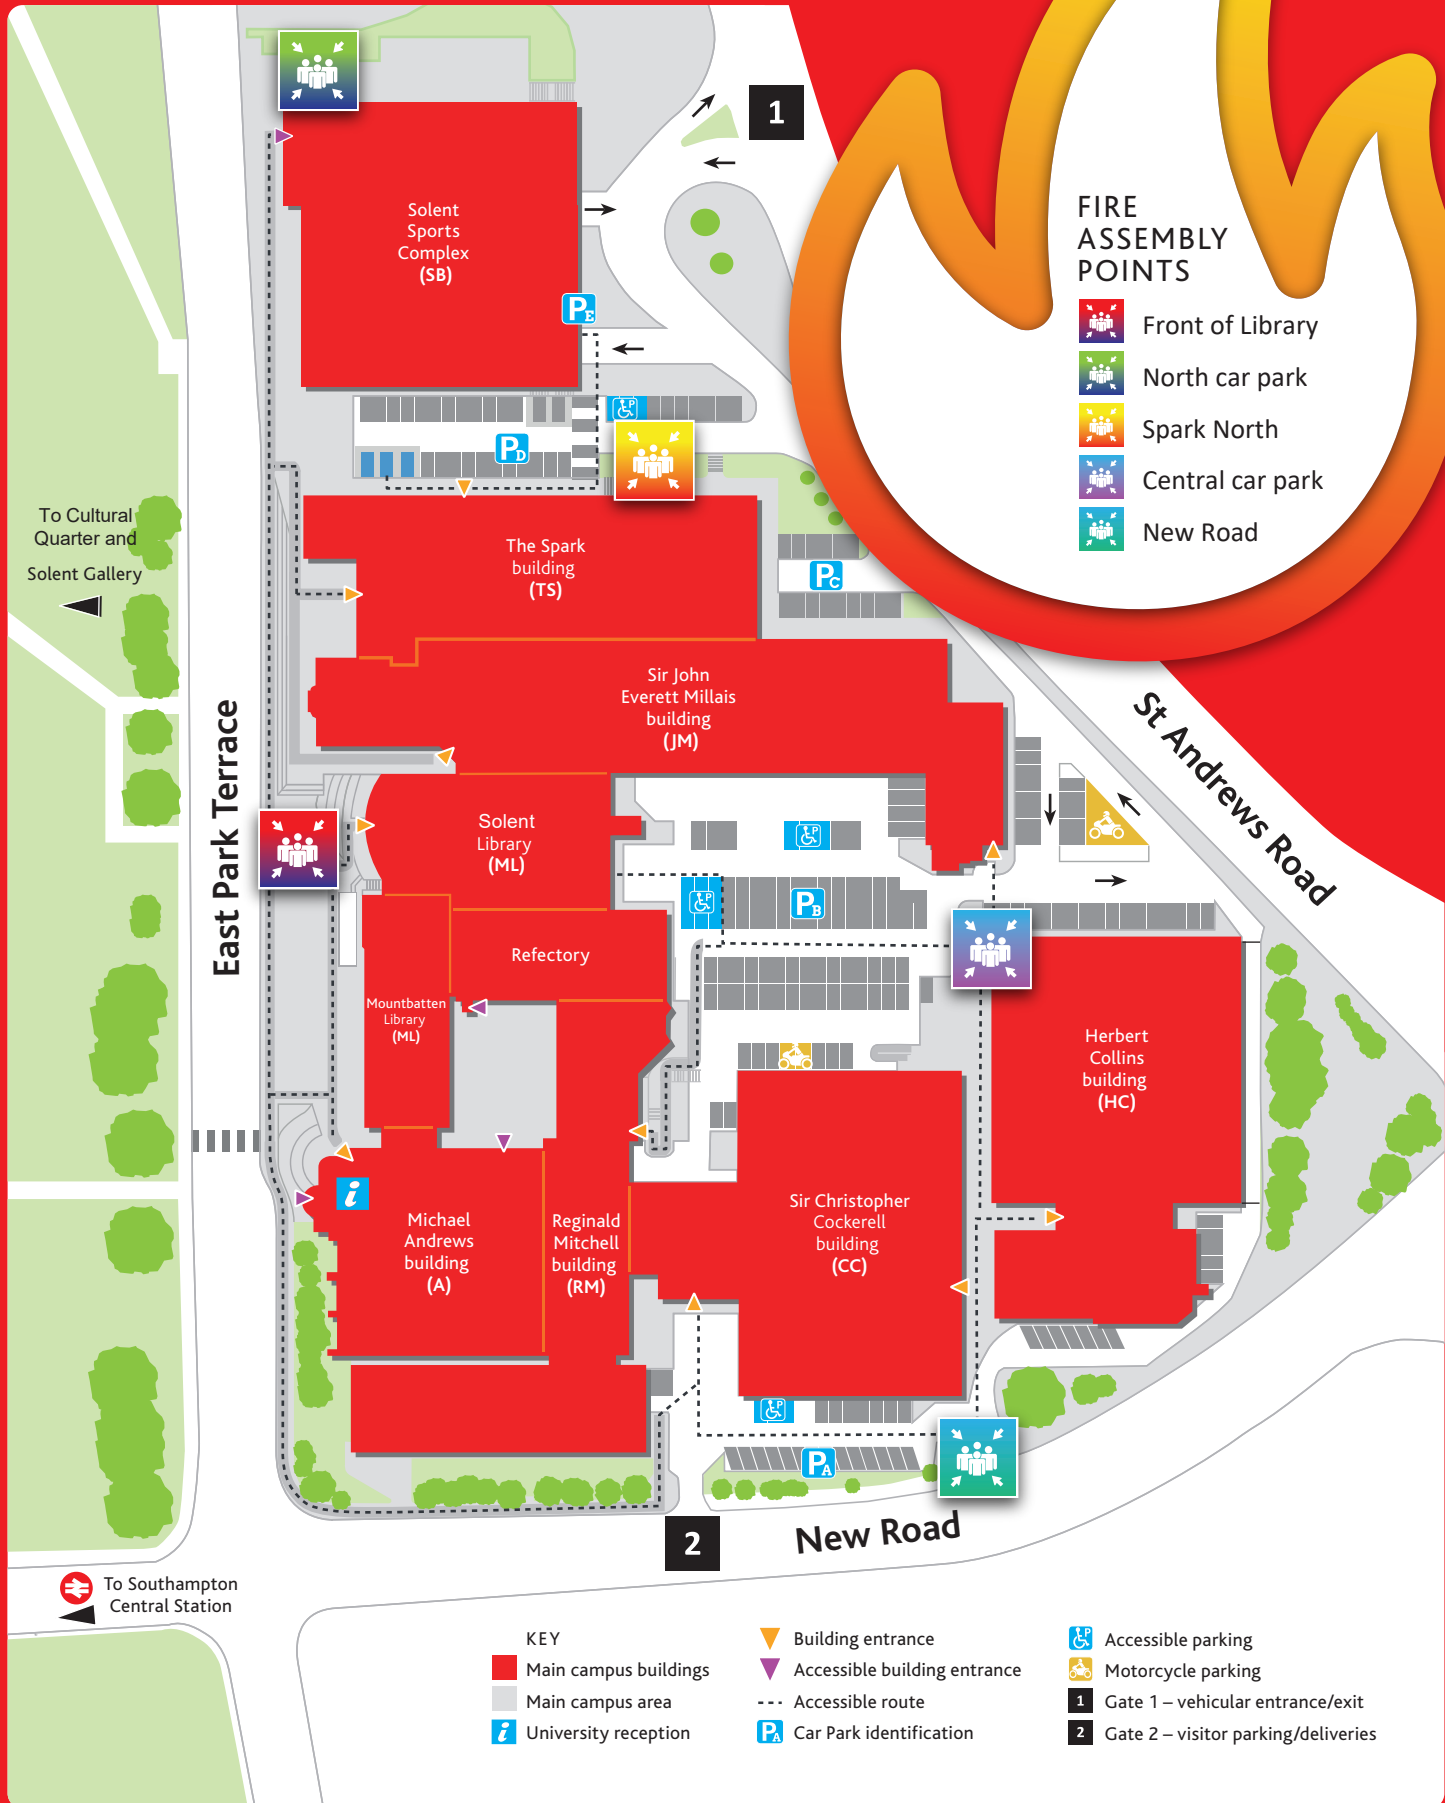 1
FIRE
ASSEMBLY
POINTS
Front of Library
North car park
Spark North
Central car park
New Road
Solent
Sports
Complex
(SB)
PE
P
PD
To Cultural
Quarter and
Solent Gallery
The Spark
building
(TS)
PC
Sir John
Everett Millais
building
(JM)
East Park Terrace
St Andrews Road
Solent
Library
(ML)
P
P
PB
Refectory
Mountbatten
Library
(ML)
Herbert
Collins
building
(HC)
i
Michael
Andrews
building
(A)
Reginald
Mitchell
building
(RM)
Sir Christopher
Cockerell
building
(CC)
P
PA
2
New Road
To Southampton
Central Station
KEY
Main campus buildings
Main campus area
i University reception
Building entrance
Accessible building entrance
Accessible route
PA Car Park identification
P Accessible parking
Motorcycle parking
1 Gate 1 – vehicular entrance/exit
2 Gate 2 – visitor parking/deliveries